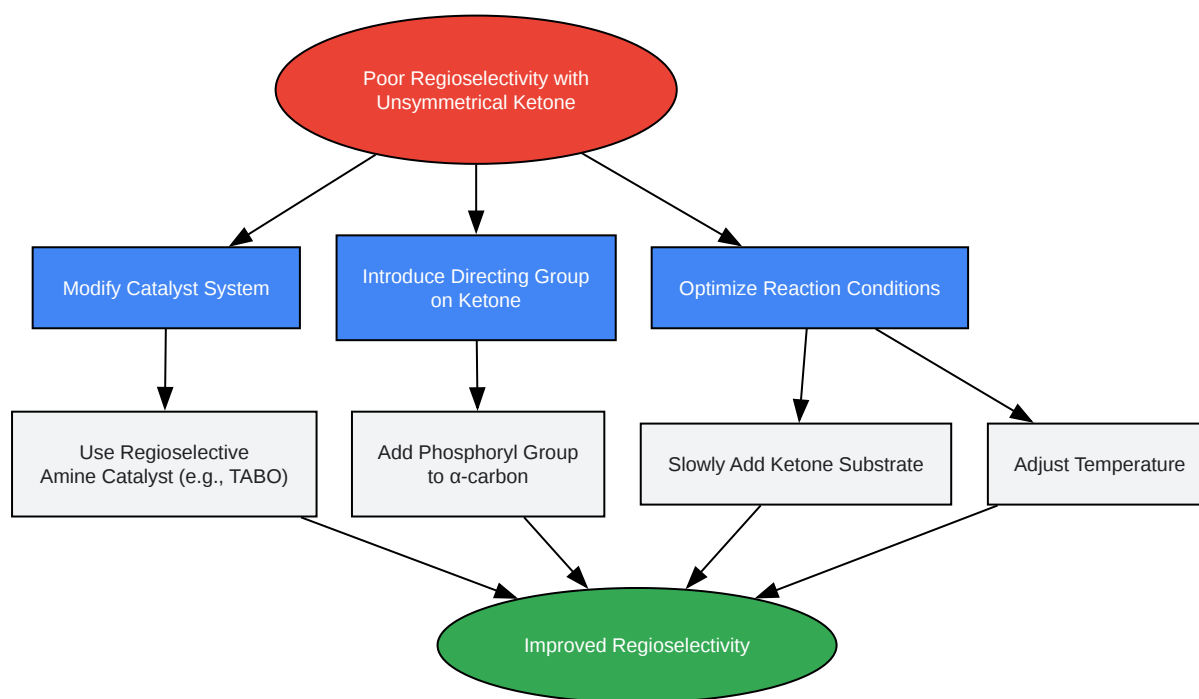 Poor Regioselectivity with
Unsymmetrical Ketone
Modify Catalyst System
Introduce Directing Group
on Ketone
Optimize Reaction Conditions
Use Regioselective
Amine Catalyst (e.g., TABO)
Add Phosphoryl Group
to α-carbon
Slowly Add Ketone Substrate
Adjust Temperature
Improved Regioselectivity